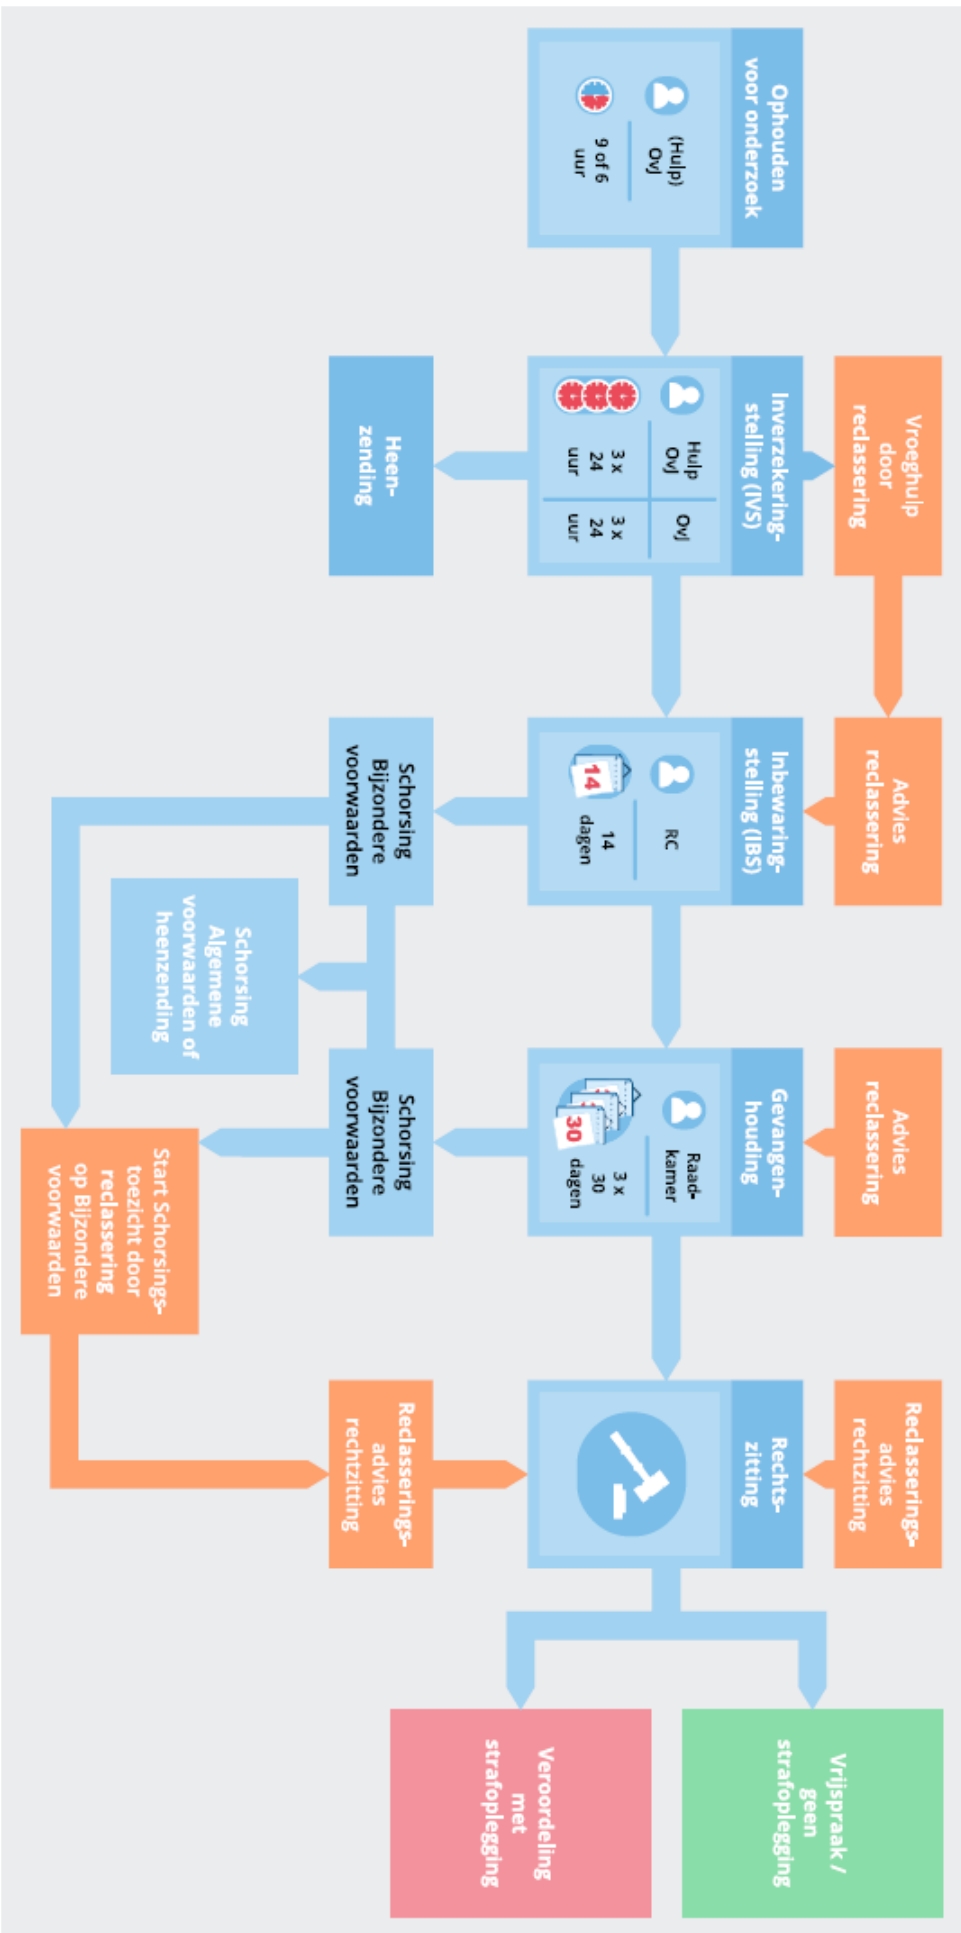 Ophouden
voor onderzoek
(Hulp)
OvJ
9 of 6
uur
Vroeghulp
door
reclassering
Inverzekering-
stelling (IVS)
Hulp
OvJ
OvJ
3 x
24
uur
3 x
24
uur
Heen-
zending
Advies
reclassering
Inbewaring-
stelling (IBS)
RC
14
14
dagen
Schorsing
Bijzondere
voorwaarden
Schorsing
Algemene
voorwaarden of
heenzending
Advies
reclassering
Gevangen-
houding
Raad-
kamer
30
3 x
30
dagen
Schorsing
Bijzondere
voorwaarden
Start Schorsings-
toezicht door
reclassering
op Bijzondere
voorwaarden
Reclasserings-
advies
rechtzitting
Rechts-
zitting
Reclasserings-
advies
rechtzitting
Vrijspraak /
geen
strafoplegging
Veroordeling
met
strafoplegging